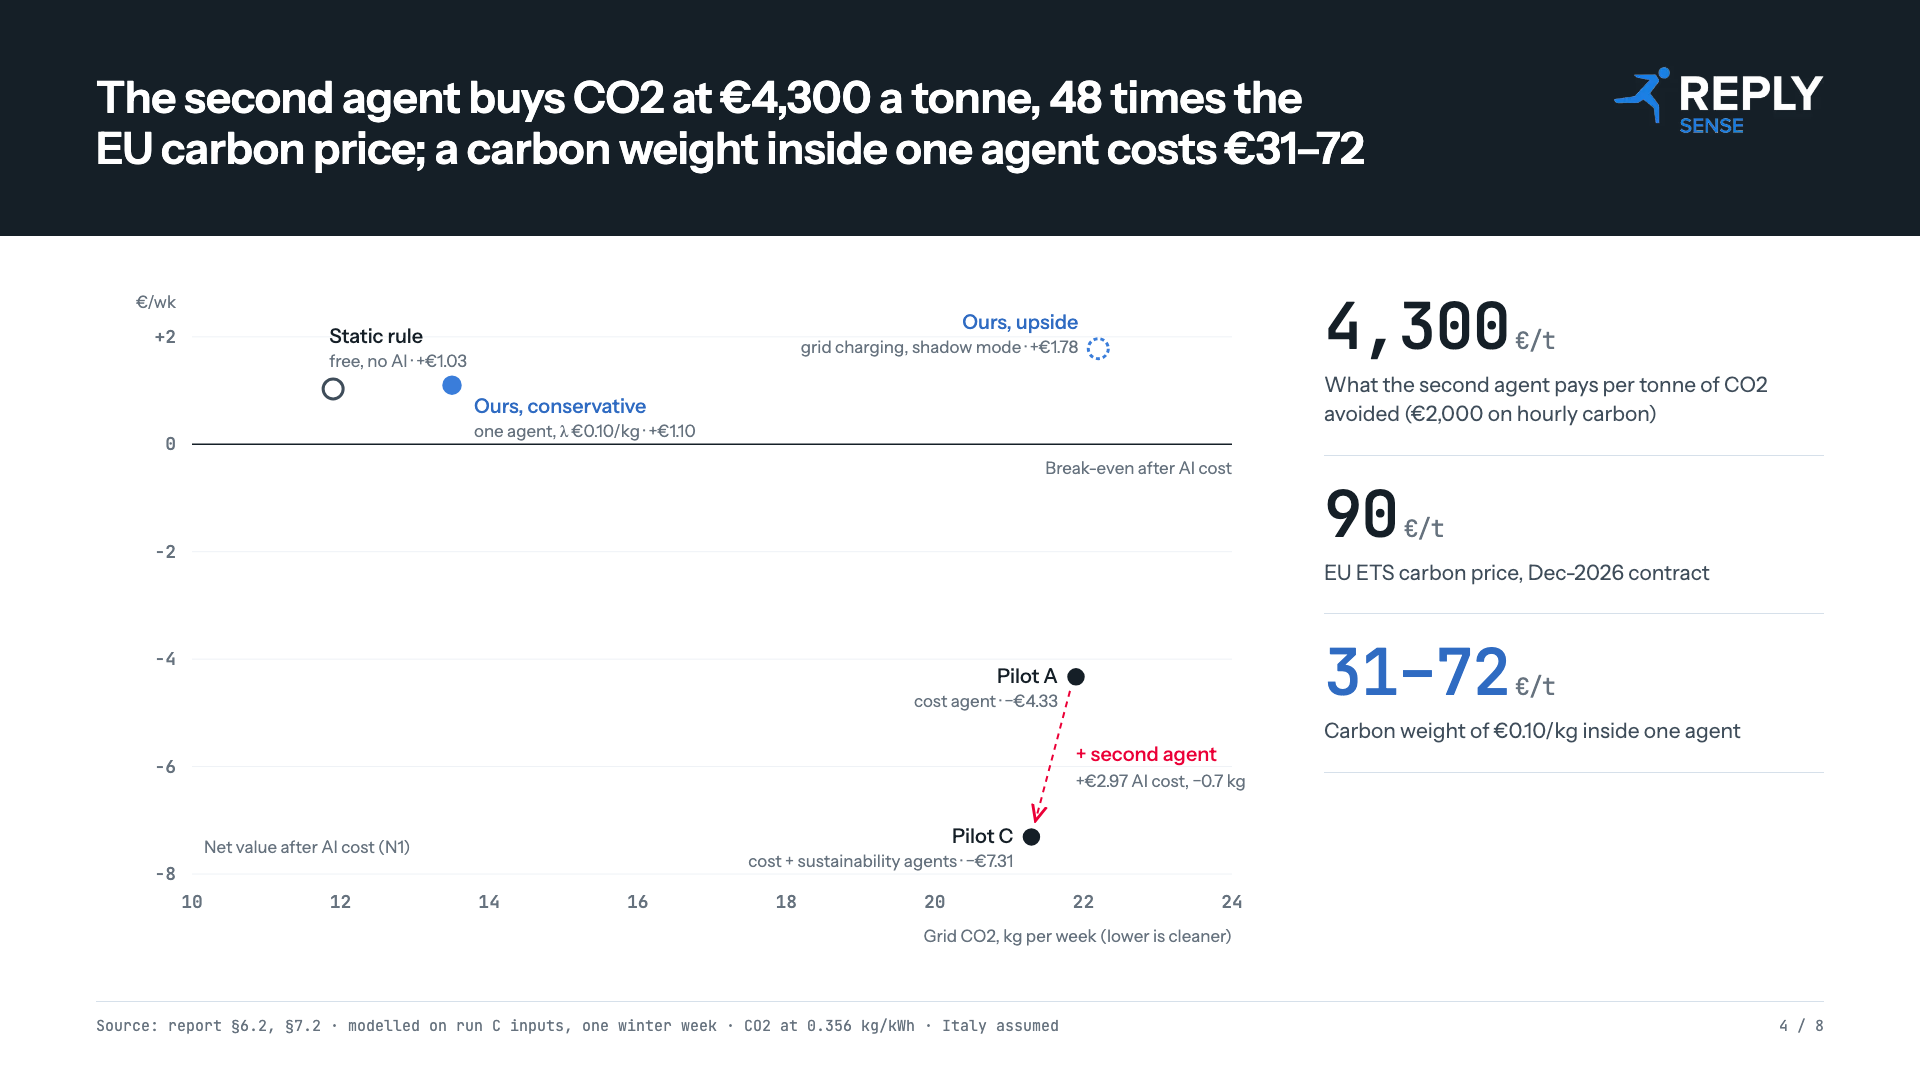 The second agent buys CO2 at €4,300 a tonne, 48 times the
EU carbon price; a carbon weight inside one agent costs €31–72
REPLY
SENSE
€/wk
+2
0
-2
-4
-6
-8
Static rule
free, no AI · +€1.03
Ours, conservative
one agent, λ €0.10/kg · +€1.10
Ours, upside
grid charging, shadow mode · +€1.78
Break-even after AI cost
Pilot A
cost agent · −€4.33
+ second agent
+€2.97 AI cost, −0.7 kg
Pilot C
cost + sustainability agents · −€7.31
Net value after AI cost (N1)
10 12 14 16 18 20 22 24
Grid CO2, kg per week (lower is cleaner)
4,300 €/t
What the second agent pays per tonne of CO2
avoided (€2,000 on hourly carbon)
90 €/t
EU ETS carbon price, Dec-2026 contract
31–72 €/t
Carbon weight of €0.10/kg inside one agent
Source: report §6.2, §7.2 · modelled on run C inputs, one winter week · CO2 at 0.356 kg/kWh · Italy assumed
4 / 8